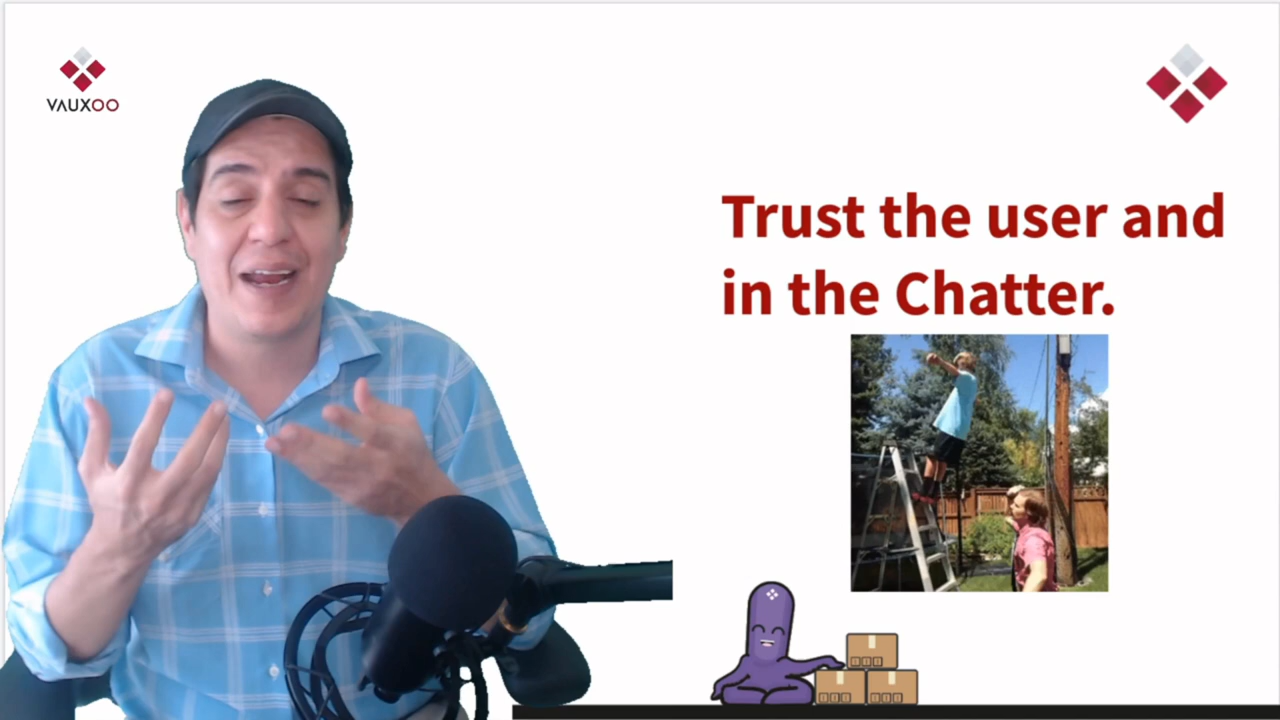 VAUXOO
Trust the user and
in the Chatter.